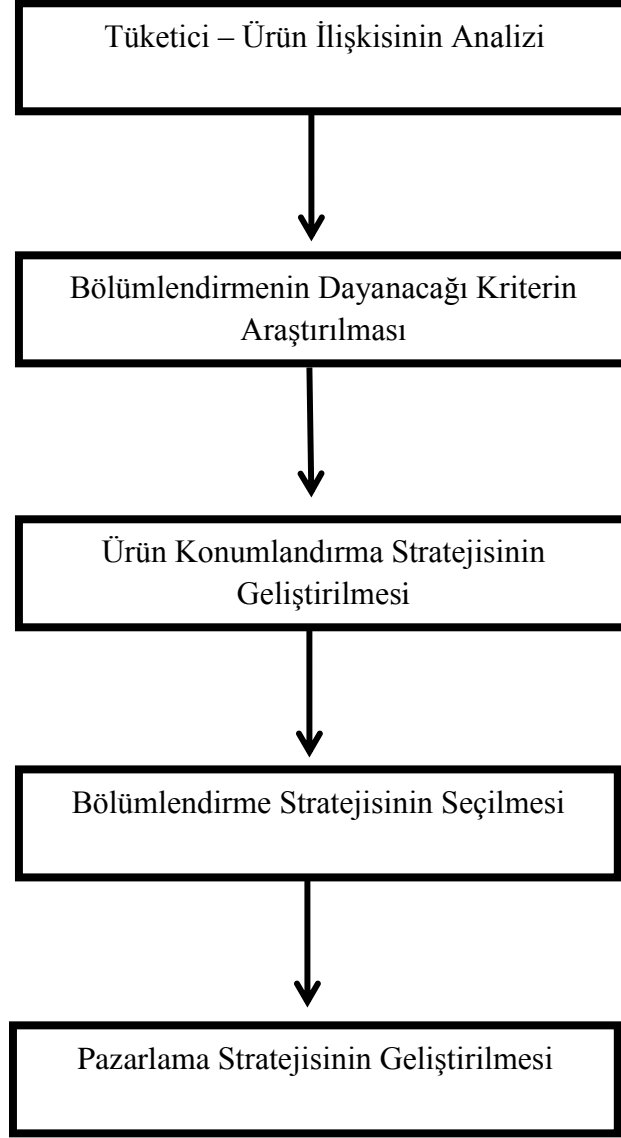 Tüketici – Ürün İlişkisinin Analizi
Bölümlendirmenin Dayanacağı Kriterin
Araştırılması
Ürün Konumlandırma Stratejisinin
Geliştirilmesi
Bölümlendirme Stratejisinin Seçilmesi
Pazarlama Stratejisinin Geliştirilmesi